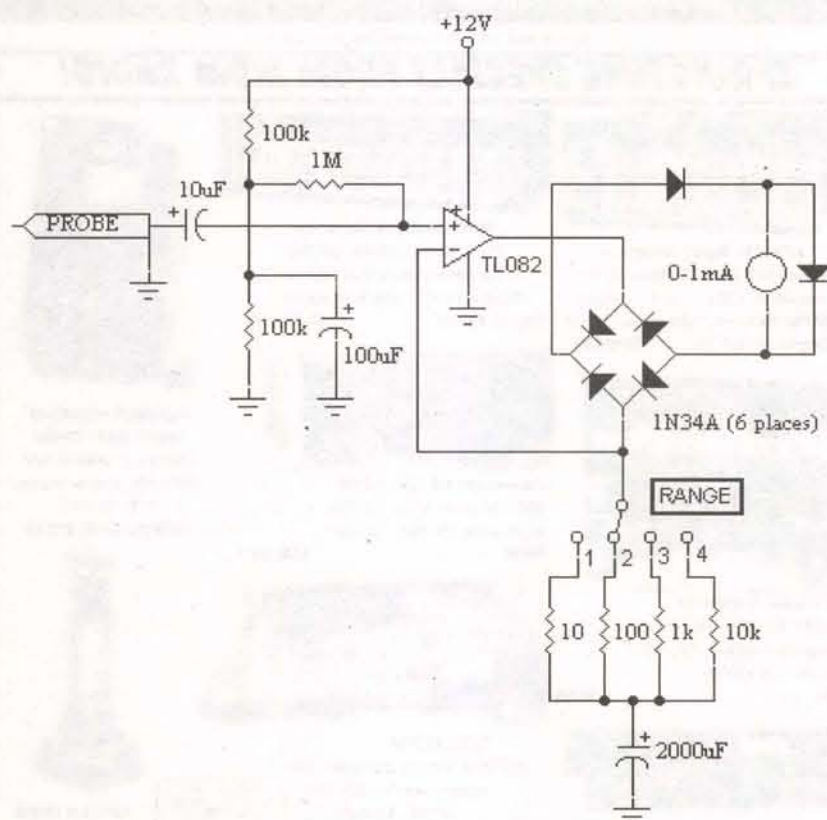 +12V
100k
1M
10uF
+
PROBE
+
+
−
TL082
0-1mA
+
100k
100uF
1N34A (6 places)
RANGE
1 2 3 4
10 100 1k 10k
+
2000uF